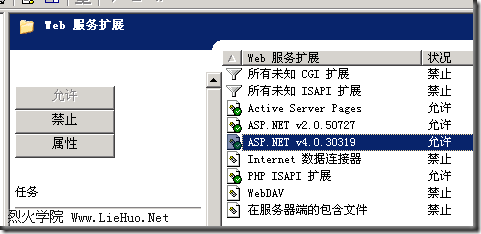 Web 服务扩展
允许
禁止
属性
任务
烈火学院 Www.LieHuo.Net
Web 服务扩展 状况
所有未知 CGI 扩展 禁止
所有未知 ISAPI 扩展 禁止
Active Server Pages 允许
ASP.NET v2.0.50727 允许
ASP.NET v4.0.30319 允许
Internet 数据连接器 禁止
PHP ISAPI 扩展 允许
WebDAV 禁止
在服务器端的包含文件 禁止